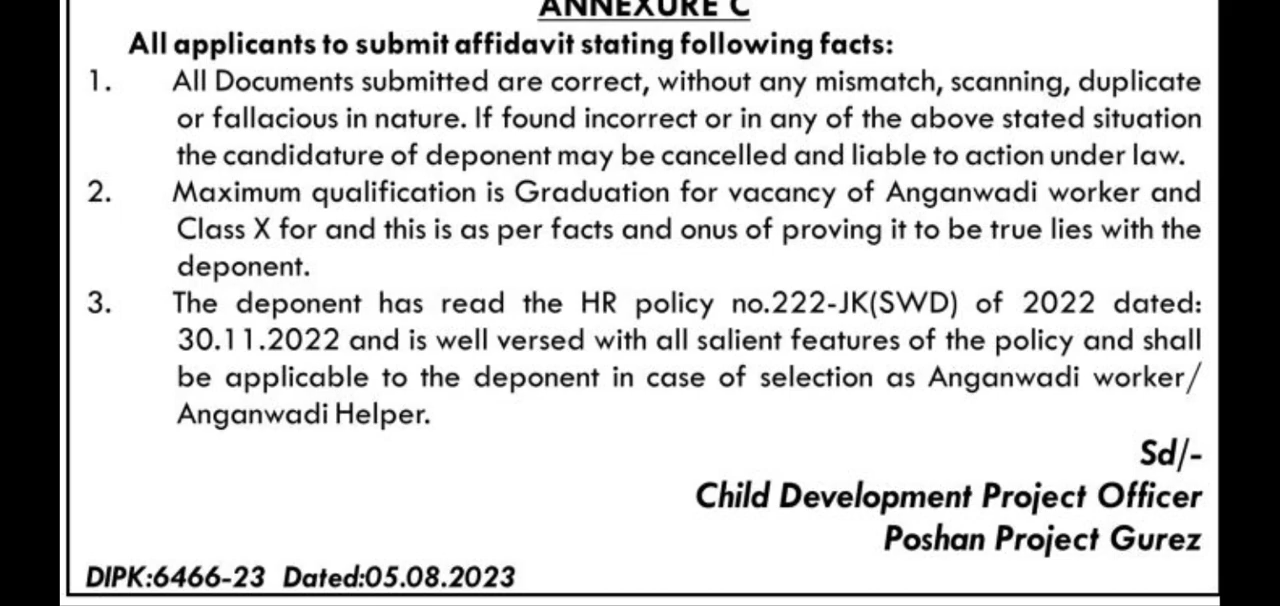 ANNEXURE C
All applicants to submit affidavit stating following facts:
1. All Documents submitted are correct, without any mismatch, scanning, duplicate
or fallacious in nature. If found incorrect or in any of the above stated situation
the candidature of deponent may be cancelled and liable to action under law.
2. Maximum qualification is Graduation for vacancy of Anganwadi worker and
Class X for and this is as per facts and onus of proving it to be true lies with the
deponent.
3. The deponent has read the HR policy no.222-JK(SWD) of 2022 dated:
30.11.2022 and is well versed with all salient features of the policy and shall
be applicable to the deponent in case of selection as Anganwadi worker/
Anganwadi Helper.
Sd/-
Child Development Project Officer
Poshan Project Gurez
DIPK:6466-23 Dated:05.08.2023